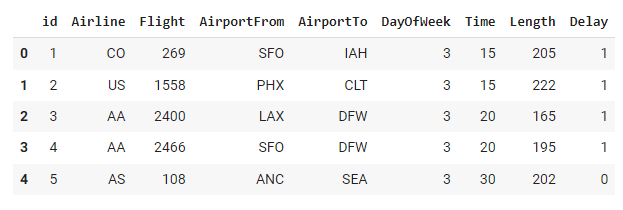 id Airline Flight AirportFrom AirportTo DayOfWeek Time Length Delay
0 1 CO 269 SFO IAH 3 15 205 1
1 2 US 1558 PHX CLT 3 15 222 1
2 3 AA 2400 LAX DFW 3 20 165 1
3 4 AA 2466 SFO DFW 3 20 195 1
4 5 AS 108 ANC SEA 3 30 202 0